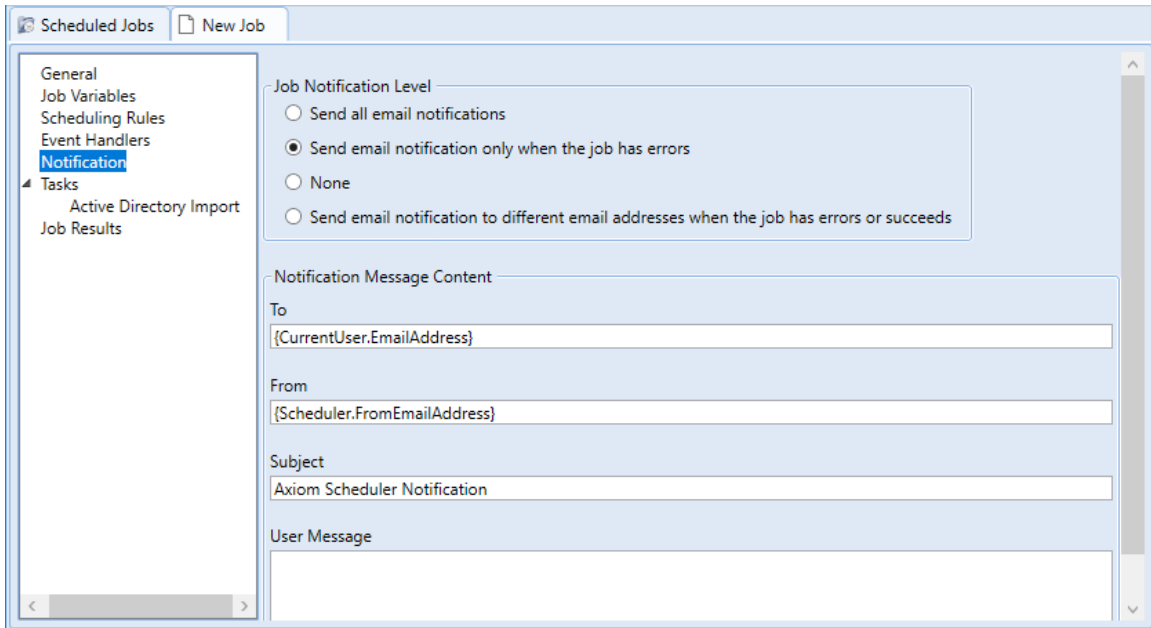 Scheduled Jobs
New Job
General
Job Variables
Scheduling Rules
Event Handlers
Notification
Tasks
Active Directory Import
Job Results
Job Notification Level
Send all email notifications
Send email notification only when the job has errors
None
Send email notification to different email addresses when the job has errors or succeeds
Notification Message Content
To
{CurrentUser.EmailAddress}
From
{Scheduler.FromEmailAddress}
Subject
Axiom Scheduler Notification
User Message